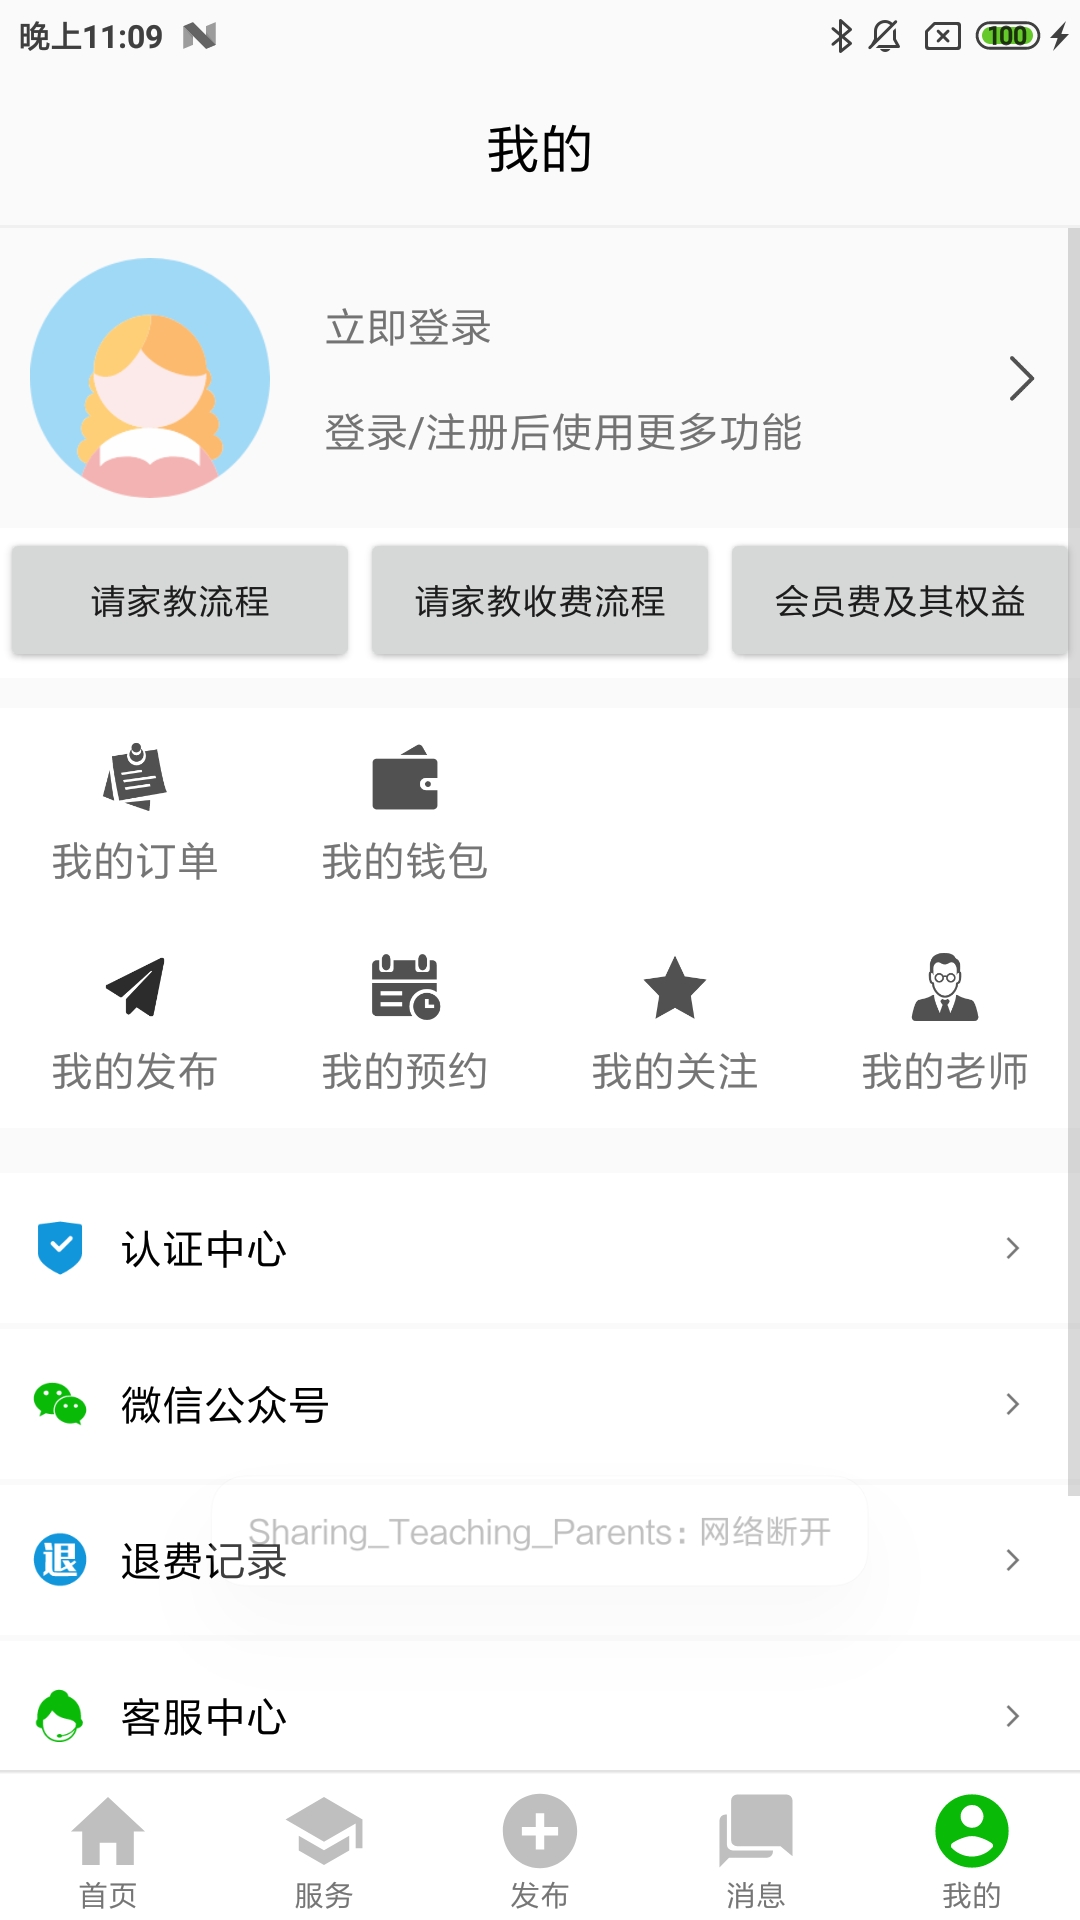 晚上11:09
100
我的
立即登录
登录/注册后使用更多功能
请家教流程
请家教收费流程
会员费及其权益
我的订单
我的钱包
我的发布
我的预约
我的关注
我的老师
认证中心
微信公众号
Sharing_Teaching_Parents：网络断开
退
退费记录
客服中心
首页
服务
发布
消息
我的